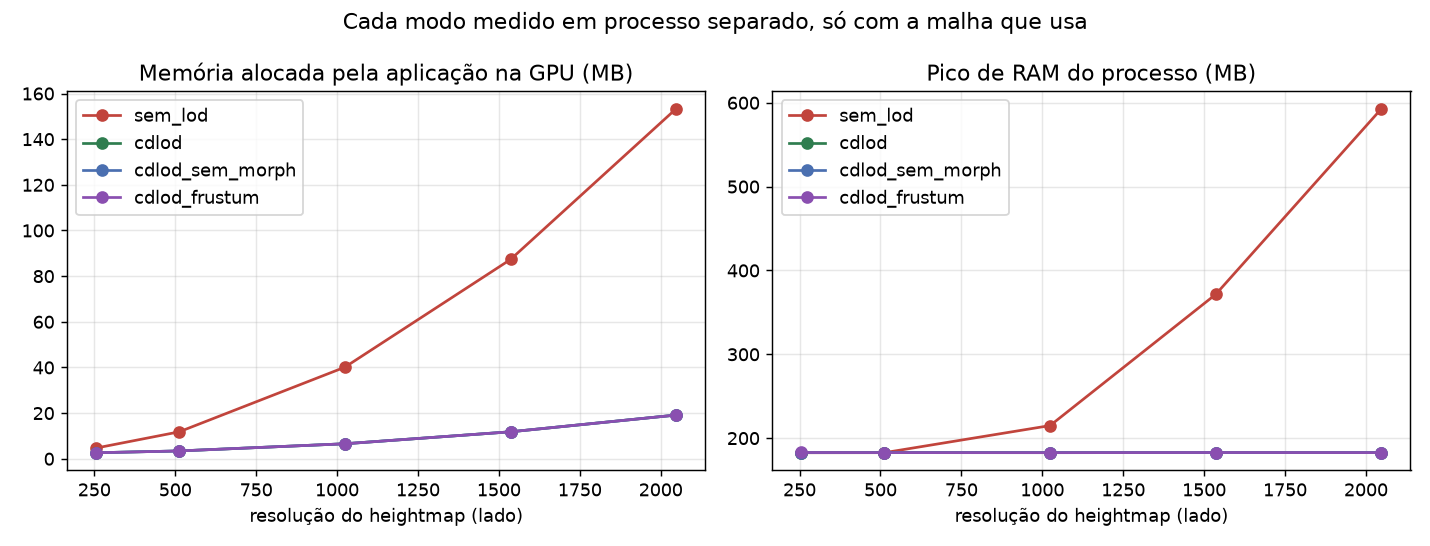 Cada modo medido em processo separado, só com a malha que usa
Memória alocada pela aplicação na GPU (MB)
160
140
120
100
80
60
40
20
0
sem_lod
cdlod
cdlod_sem_morph
cdlod_frustum
250 500 750 1000 1250 1500 1750 2000
resolução do heightmap (lado)
Pico de RAM do processo (MB)
600
500
400
300
200
sem_lod
cdlod
cdlod_sem_morph
cdlod_frustum
250 500 750 1000 1250 1500 1750 2000
resolução do heightmap (lado)